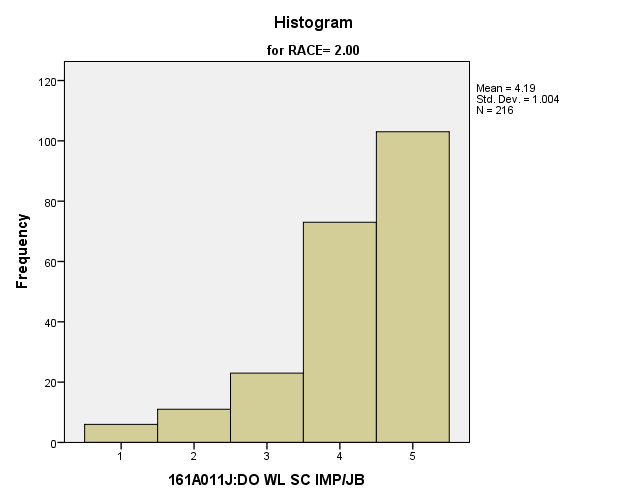 Histogram
for RACE= 2.00
Mean = 4.19
Std. Dev. = 1.004
N = 216
120
100
80
60
40
20
0
Frequency
1 2 3 4 5
161A011J:DO WL SC IMP/JB